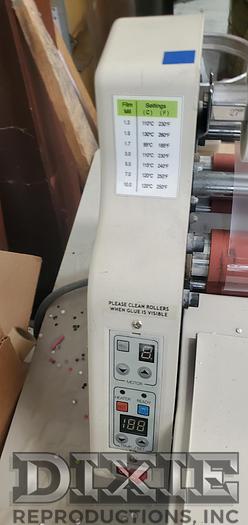 Film Mil Settings (C) (F)
1.3 110°C 230°F
1.5 130°C 260°F
1.7 85°C 185°F
3.0 110°C 230°F
5.0 115°C 240°F
7.0 120°C 250°F
10.0 120°C 250°F
PLEASE CLEAN ROLLERS
WHEN GLUE IS VISIBLE
MOTOR
HEATER READY
188
DIXIE
REPRODUCTIONS, INC